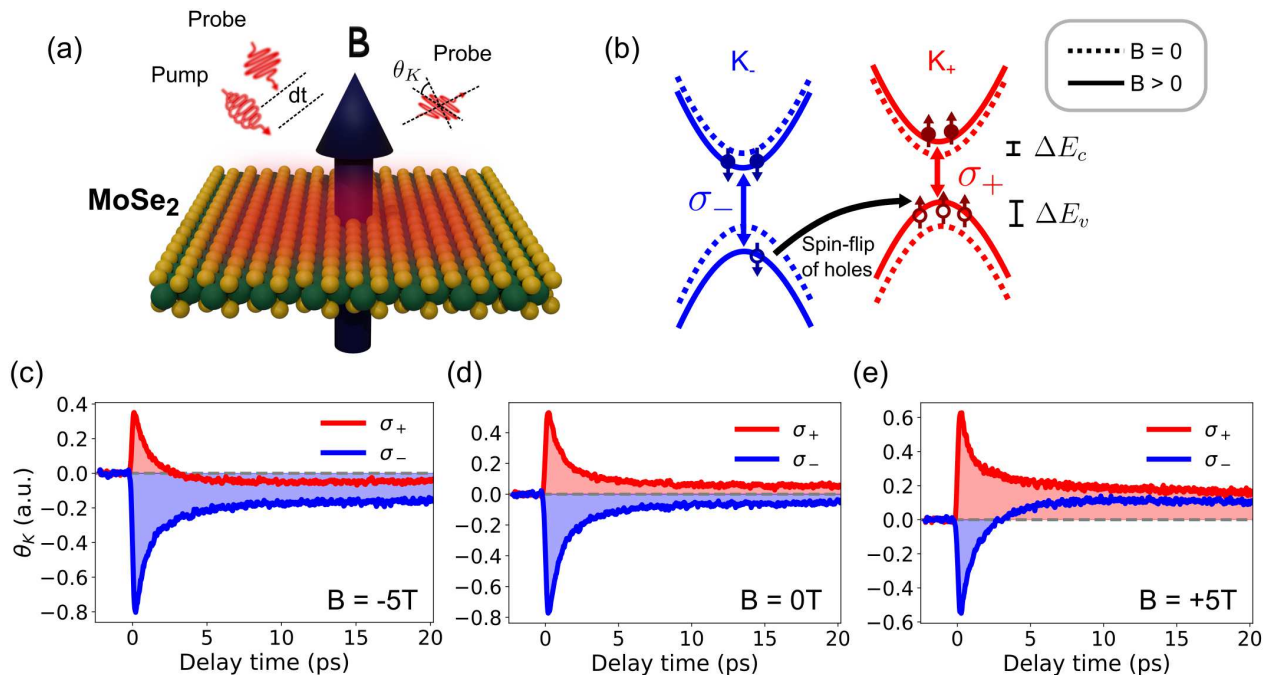 (a)
Probe
Pump
dt
B
θ_K
Probe
MoSe₂
(b)
K₋
K₊
B = 0
B > 0
σ₋
σ₊
ΔE_c
ΔE_v
Spin-flip
of holes
(c)
θ_K (a.u.)
0.4
0.2
0.0
−0.2
−0.4
−0.6
−0.8
σ₊
σ₋
B = -5T
0
5
10
15
20
Delay time (ps)
(d)
0.4
0.2
0.0
−0.2
−0.4
−0.6
−0.8
σ₊
σ₋
B = 0T
0
5
10
15
20
Delay time (ps)
(e)
0.6
0.4
0.2
0.0
−0.2
−0.4
−0.6
σ₊
σ₋
B = +5T
0
5
10
15
20
Delay time (ps)